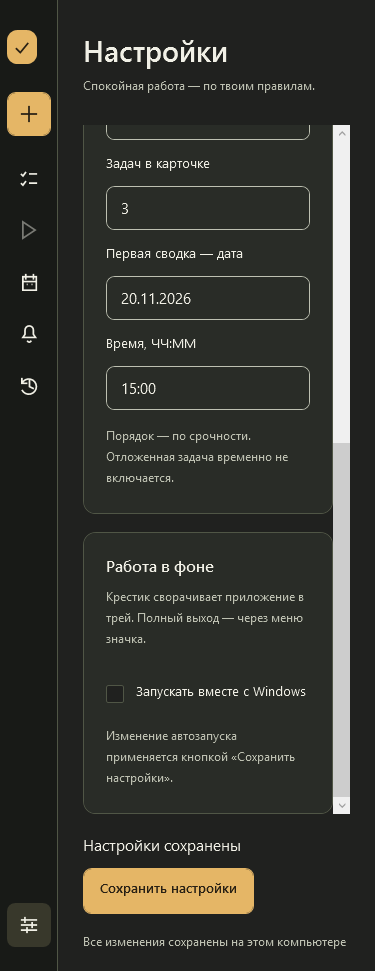 Настройки
Спокойная работа — по твоим правилам.
Задач в карточке
3
Первая сводка — дата
20.11.2026
Время, ЧЧ:ММ
15:00
Порядок — по срочности.
Отложенная задача временно не
включается.
Работа в фоне
Крестик сворачивает приложение в
трей. Полный выход — через меню
значка.
Запускать вместе с Windows
Изменение автозапуска
применяется кнопкой «Сохранить
настройки».
Настройки сохранены
Сохранить настройки
Все изменения сохранены на этом компьютере